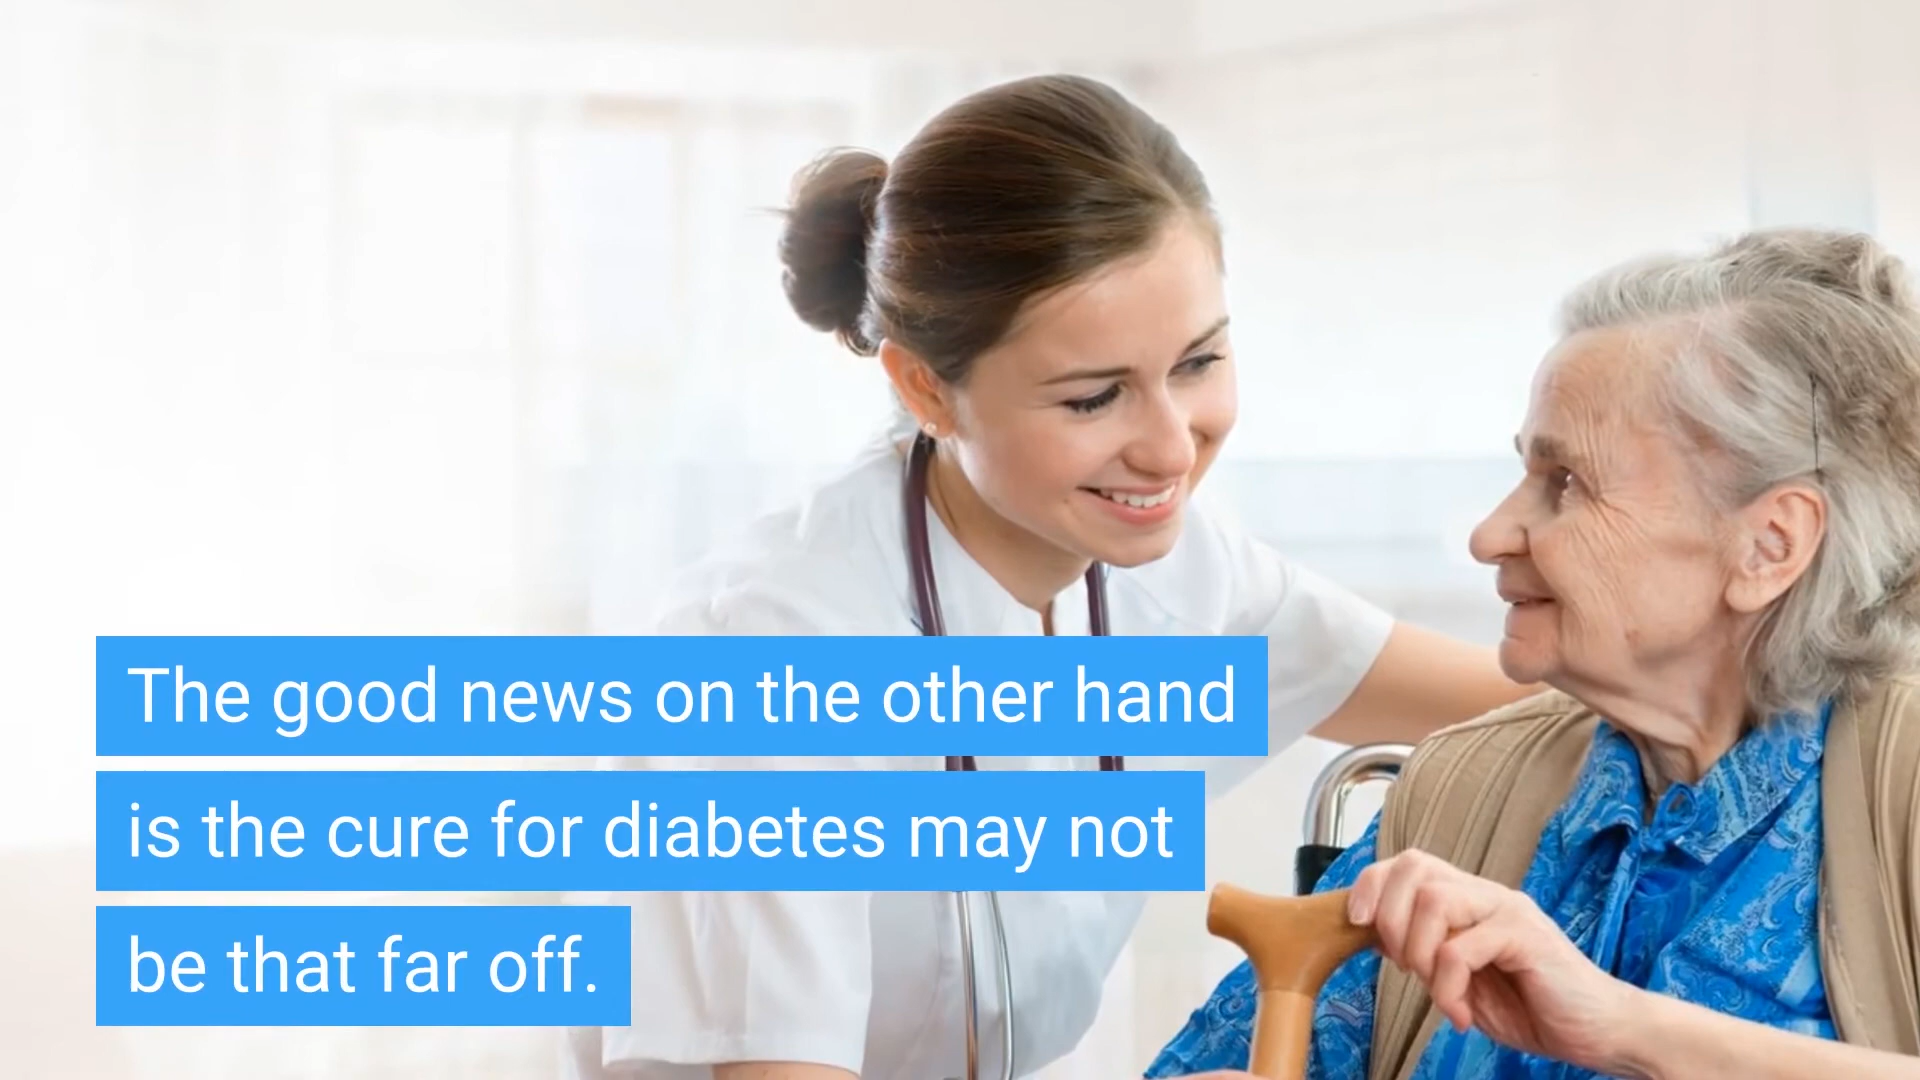 The good news on the other hand
is the cure for diabetes may not
be that far off.